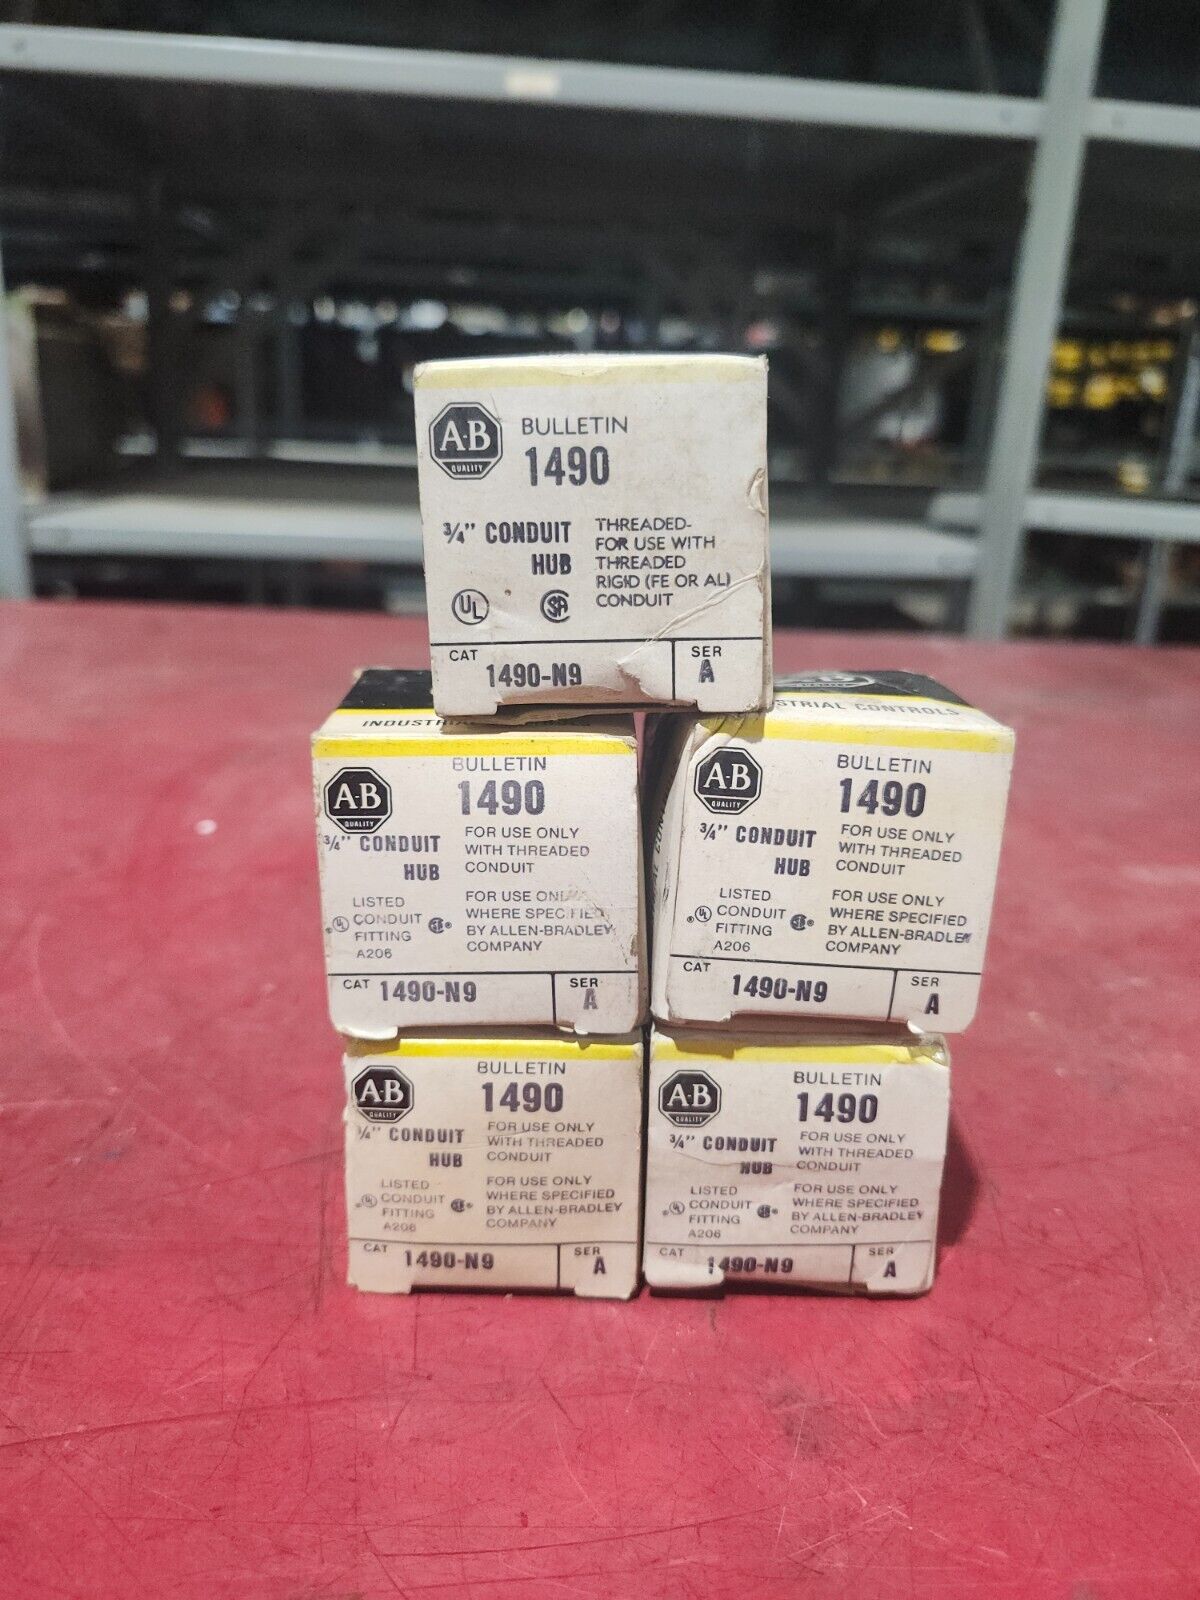 A-B
QUALITY
BULLETIN
1490
3/4" CONDUIT
HUB
THREADED-
FOR USE WITH
THREADED
RIGID (FE OR AL)
CONDUIT
UL
SA
CAT
1490-N9
SER
A
INDUSTRIAL
A-B
QUALITY
BULLETIN
1490
3/4" CONDUIT
HUB
FOR USE ONLY
WITH THREADED
CONDUIT
LISTED
CONDUIT
FITTING
A206
FOR USE ONLY
WHERE SPECIFIED
BY ALLEN-BRADLEY
COMPANY
CAT 1490-N9
SER
A
A-B
QUALITY
STRIAL CONTROLS
A-B
QUALITY
BULLETIN
1490
3/4" CONDUIT
HUB
FOR USE ONLY
WITH THREADED
CONDUIT
LISTED
CONDUIT
FITTING
A206
FOR USE ONLY
WHERE SPECIFIED
BY ALLEN-BRADLEY
COMPANY
CAT 1490-N9
SER
A
A-B
QUALITY
BULLETIN
1490
3/4" CONDUIT
HUB
FOR USE ONLY
WITH THREADED
CONDUIT
LISTED
CONDUIT
FITTING
A206
FOR USE ONLY
WHERE SPECIFIED
BY ALLEN-BRADLEY
COMPANY
CAT 1490-N9
SER
A
A-B
QUALITY
BULLETIN
1490
3/4" CONDUIT
HUB
FOR USE ONLY
WITH THREADED
CONDUIT
LISTED
CONDUIT
FITTING
A206
FOR USE ONLY
WHERE SPECIFIED
BY ALLEN-BRADLEY
COMPANY
CAT 1490-N9
SER
A